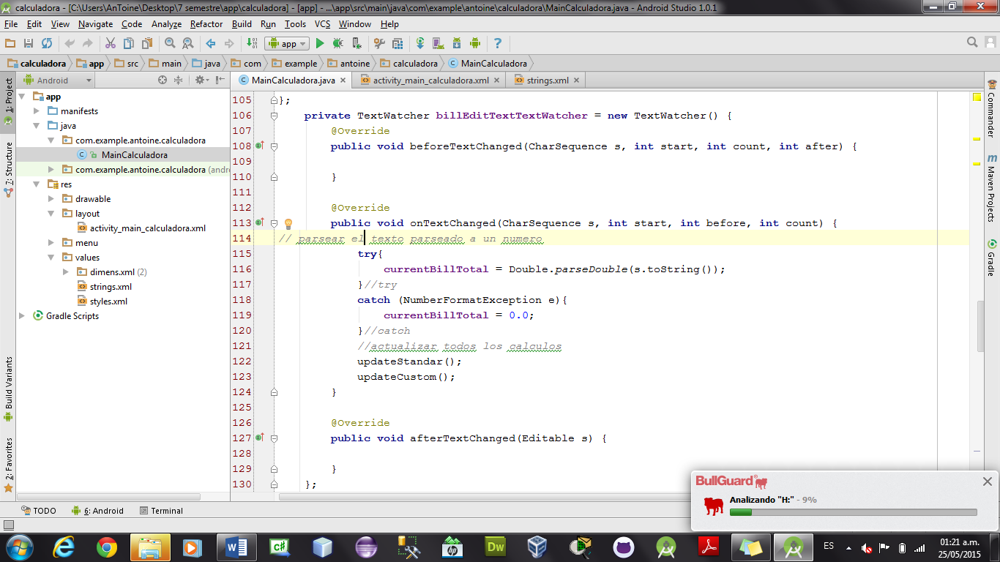 calculadora - [C:\Users\AnToine\Desktop\7 semestre\app\calculadora] - [app] - ...\app\src\main\java\com\example\antoine\calculadora\MainCalculadora.java - Android Studio 1.0.1
File Edit View Navigate Code Analyze Refactor Build Run Tools VCS Window Help
app
calculadora app src main java com example antoine calculadora MainCalculadora
Android
MainCalculadora.java activity_main_calculadora.xml strings.xml
1: Project
7: Structure
Build Variants
2: Favorites
app
manifests
java
com.example.antoine.calculadora
MainCalculadora
com.example.antoine.calculadora (andro
res
drawable
layout
activity_main_calculadora.xml
menu
values
dimens.xml (2)
strings.xml
styles.xml
Gradle Scripts
105 };
106 private TextWatcher billEditTextTextWatcher = new TextWatcher() {
107 @Override
108 public void beforeTextChanged(CharSequence s, int start, int count, int after) {
109
110 }
111
112 @Override
113 public void onTextChanged(CharSequence s, int start, int before, int count) {
114 // parsear el texto parseado a un numero
115 try{
116 currentBillTotal = Double.parseDouble(s.toString());
117 }//try
118 catch (NumberFormatException e){
119 currentBillTotal = 0.0;
120 }//catch
121 //actualizar todos los calculos
122 updateStandar();
123 updateCustom();
124 }
125
126 @Override
127 public void afterTextChanged(Editable s) {
128
129 }
130 };
Commander
Maven Projects
Gradle
TODO 6: Android Terminal
BullGuard
Analizando "H:" - 9%
ES
01:21 a.m.
25/05/2015